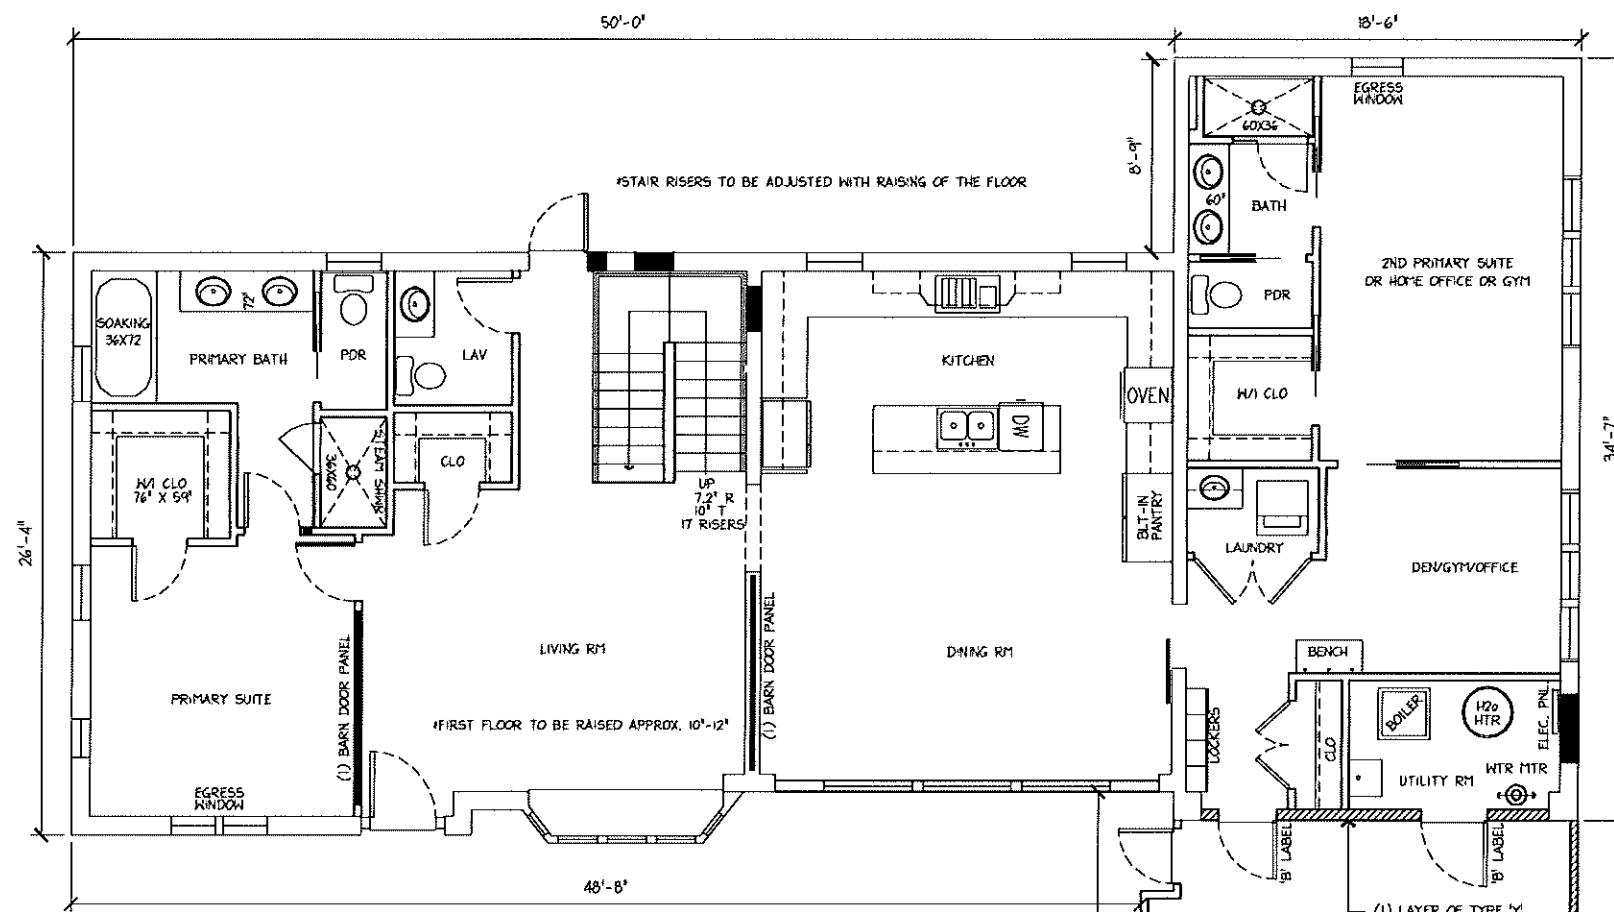 50'-0"
18'-6"
EGRESS
WINDOW
60X36
8'-9"
*STAIR RISERS TO BE ADJUSTED WITH RAISING OF THE FLOOR
60"
BATH
2ND PRIMARY SUITE
OR HOME OFFICE OR GYM
PDR
72"
SOAKING
36X72
PRIMARY BATH
PDR
LAV
KITCHEN
OVEN
W/I CLO
DW
34'-7"
STEAM SHWR
36X60
CLO
W/I CLO
76" X 59"
UP
7.2" R
10" T
17 RISERS
BLT-IN
PANTRY
LAUNDRY
26'-4"
DEN/GYM/OFFICE
(1) BARN DOOR PANEL
LIVING RM
(1) BARN DOOR PANEL
DINING RM
BENCH
PRIMARY SUITE
*FIRST FLOOR TO BE RAISED APPROX. 10"-12"
LOCKERS
CLO
BOILER
H2o
HTR
ELEC. PNL
WTR MTR
UTILITY RM
EGRESS
WINDOW
'B' LABEL
'B' LABEL
48'-8"
(1) LAYER OF TYPE 'X'